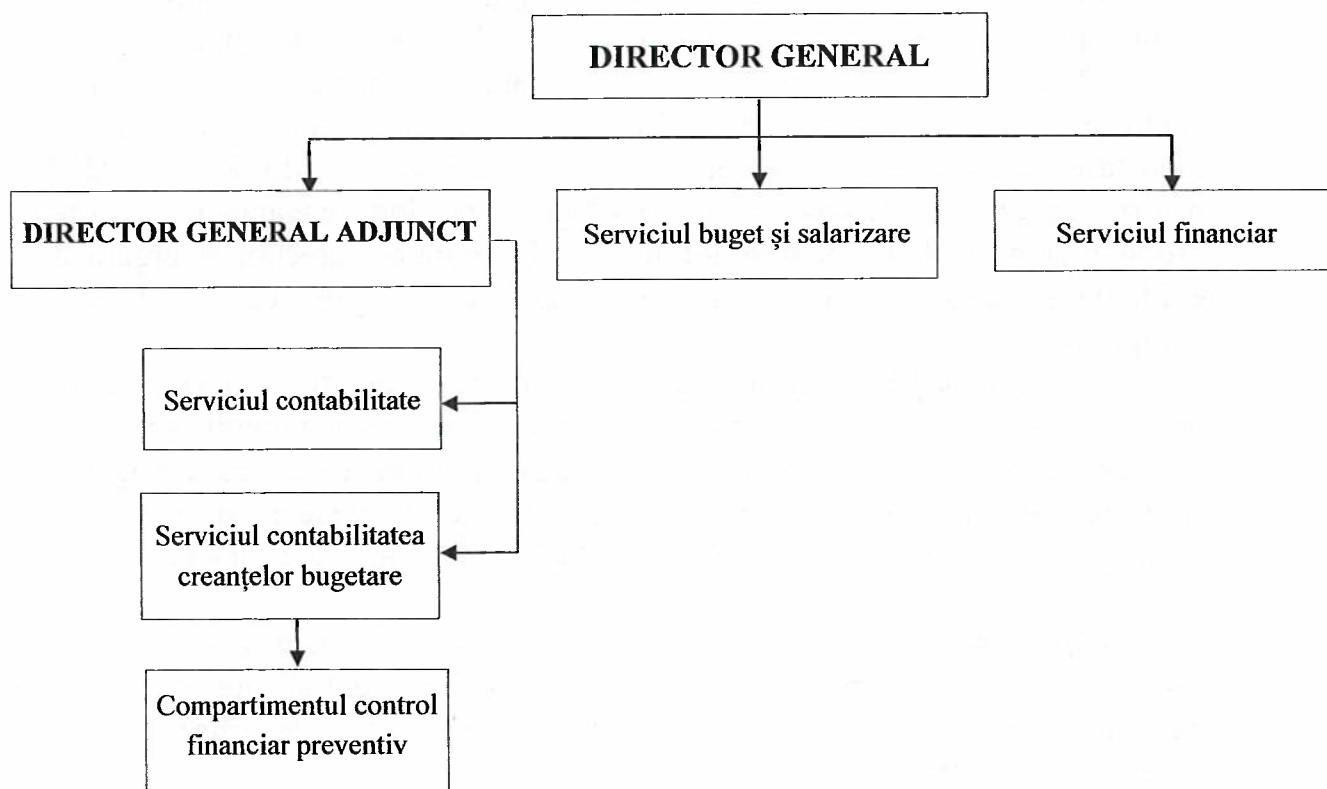 DIRECTOR GENERAL
DIRECTOR GENERAL ADJUNCT
Serviciul buget și salarizare
Serviciul financiar
Serviciul contabilitate
Serviciul contabilitatea
creanțelor bugetare
Compartimentul control
financiar preventiv